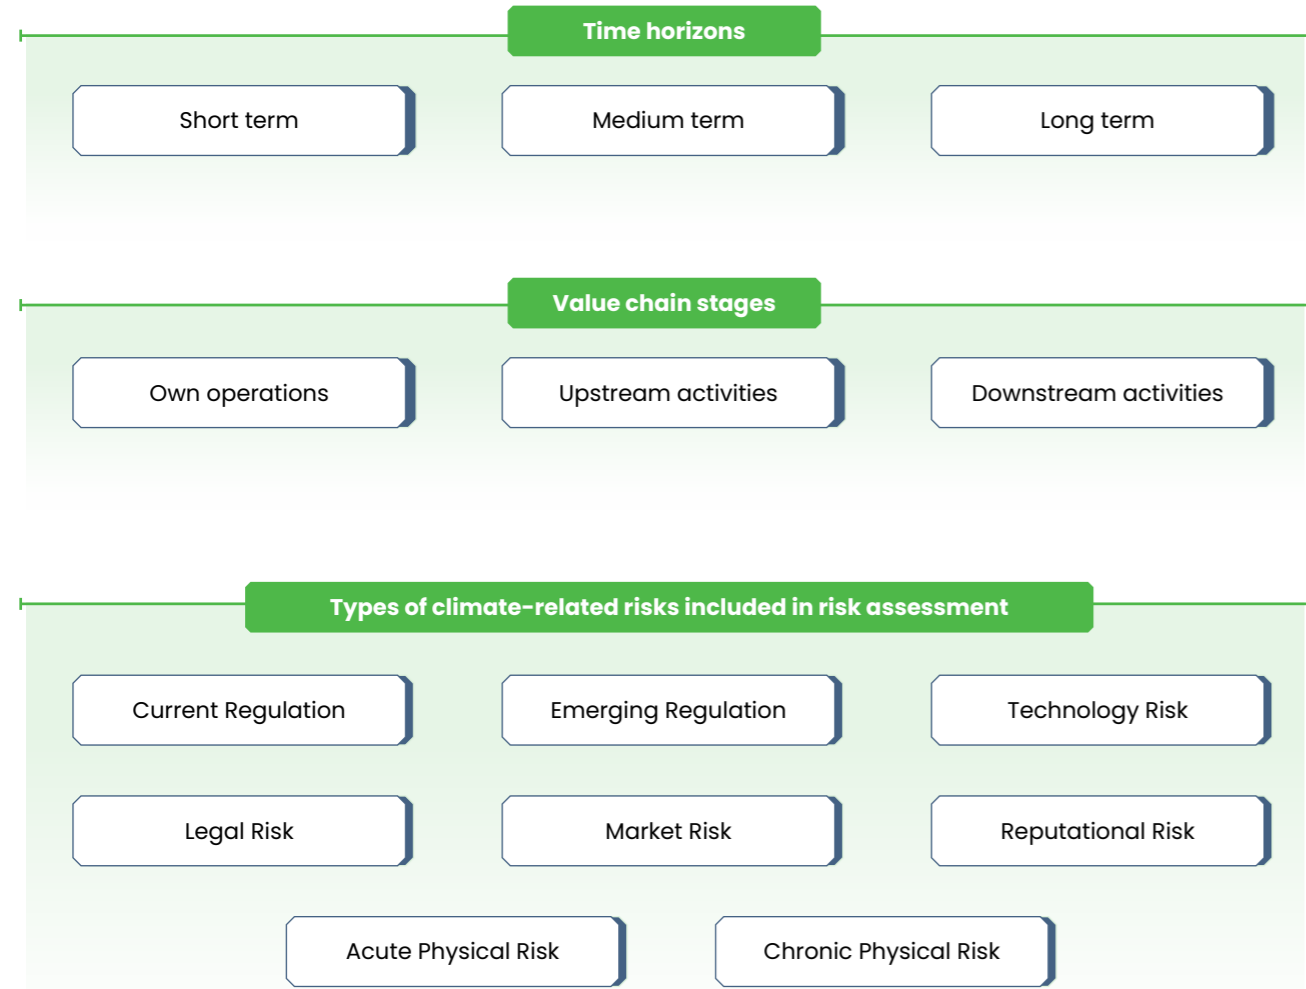 Time horizons
Short term
Medium term
Long term
Value chain stages
Own operations
Upstream activities
Downstream activities
Types of climate-related risks included in risk assessment
Current Regulation
Emerging Regulation
Technology Risk
Legal Risk
Market Risk
Reputational Risk
Acute Physical Risk
Chronic Physical Risk